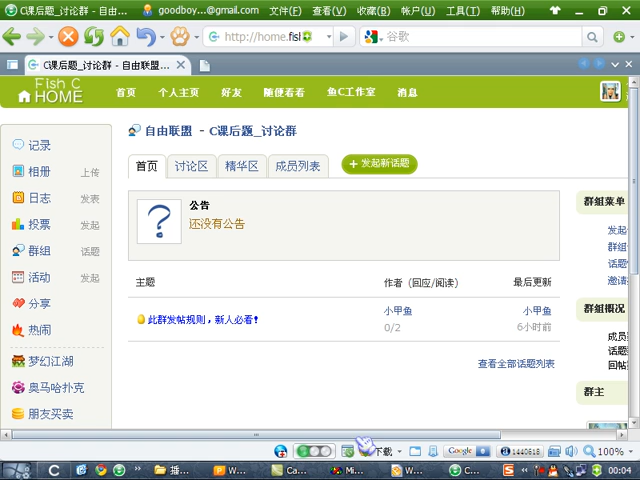 C课后题_讨论群 - 自由...
goodboy...@gmail.com 文件(F) 查看(V) 收藏(B) 帐户(U) 工具(T) 帮助(H)
http://home.fis
谷歌
C课后题_讨论群 - 自由联盟...
Fish C
HOME
首页 个人主页 好友 随便看看 鱼C工作室 消息
记录
相册 上传
日志 发表
投票 发起
群组 话题
活动 发起
分享
热闹
梦幻江湖
奥马哈扑克
朋友买卖
自由联盟 - C课后题_讨论群
首页 讨论区 精华区 成员列表 + 发起新话题
公告
还没有公告
主题 作者 (回应/阅读) 最后更新
此群发帖规则，新人必看! 小甲鱼 小甲鱼
0/2 6小时前
查看全部话题列表
群组菜单
发起
群组
话题
邀请
群组概况
成员
话题
回帖
群主
下载 Google 1440618 100%
播... W... Ca... Mi... W... C... 00:04